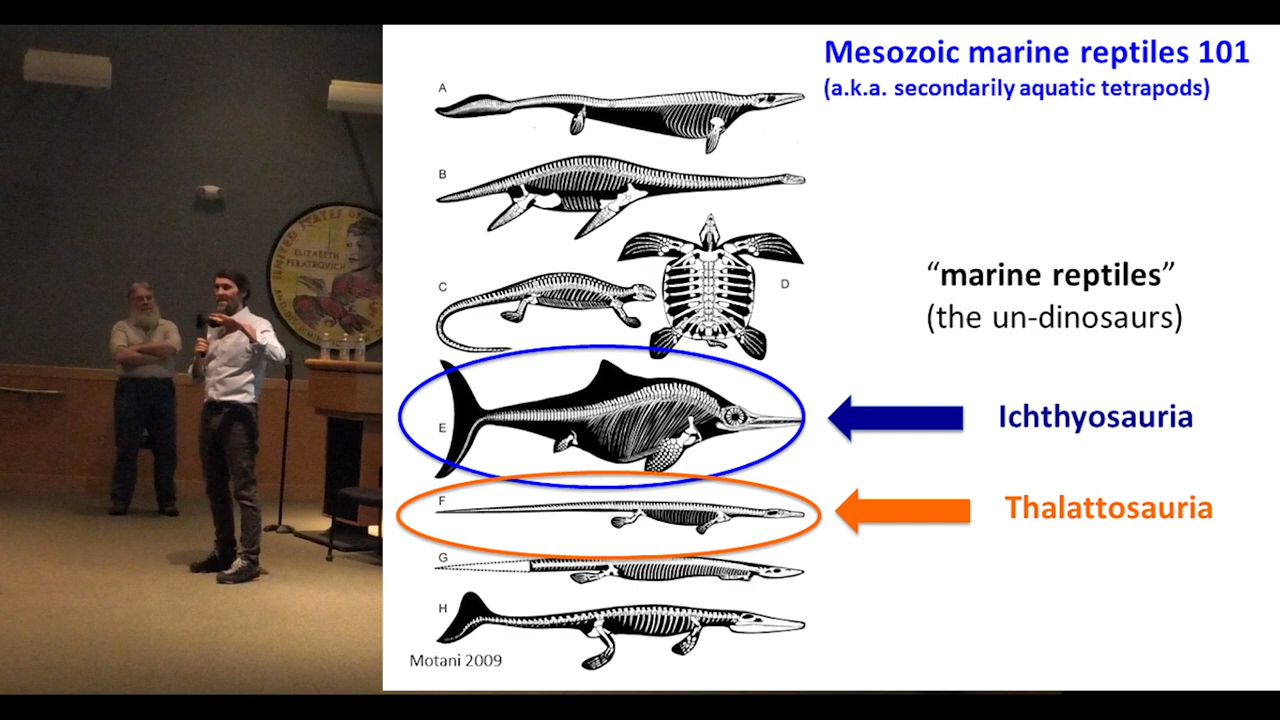 Mesozoic marine reptiles 101
(a.k.a. secondarily aquatic tetrapods)
A
B
C
D
“marine reptiles”
(the un-dinosaurs)
E
Ichthyosauria
F
Thalattosauria
G
H
Motani 2009
UNITED STATES OF
ELIZABETH
PERATROVICH